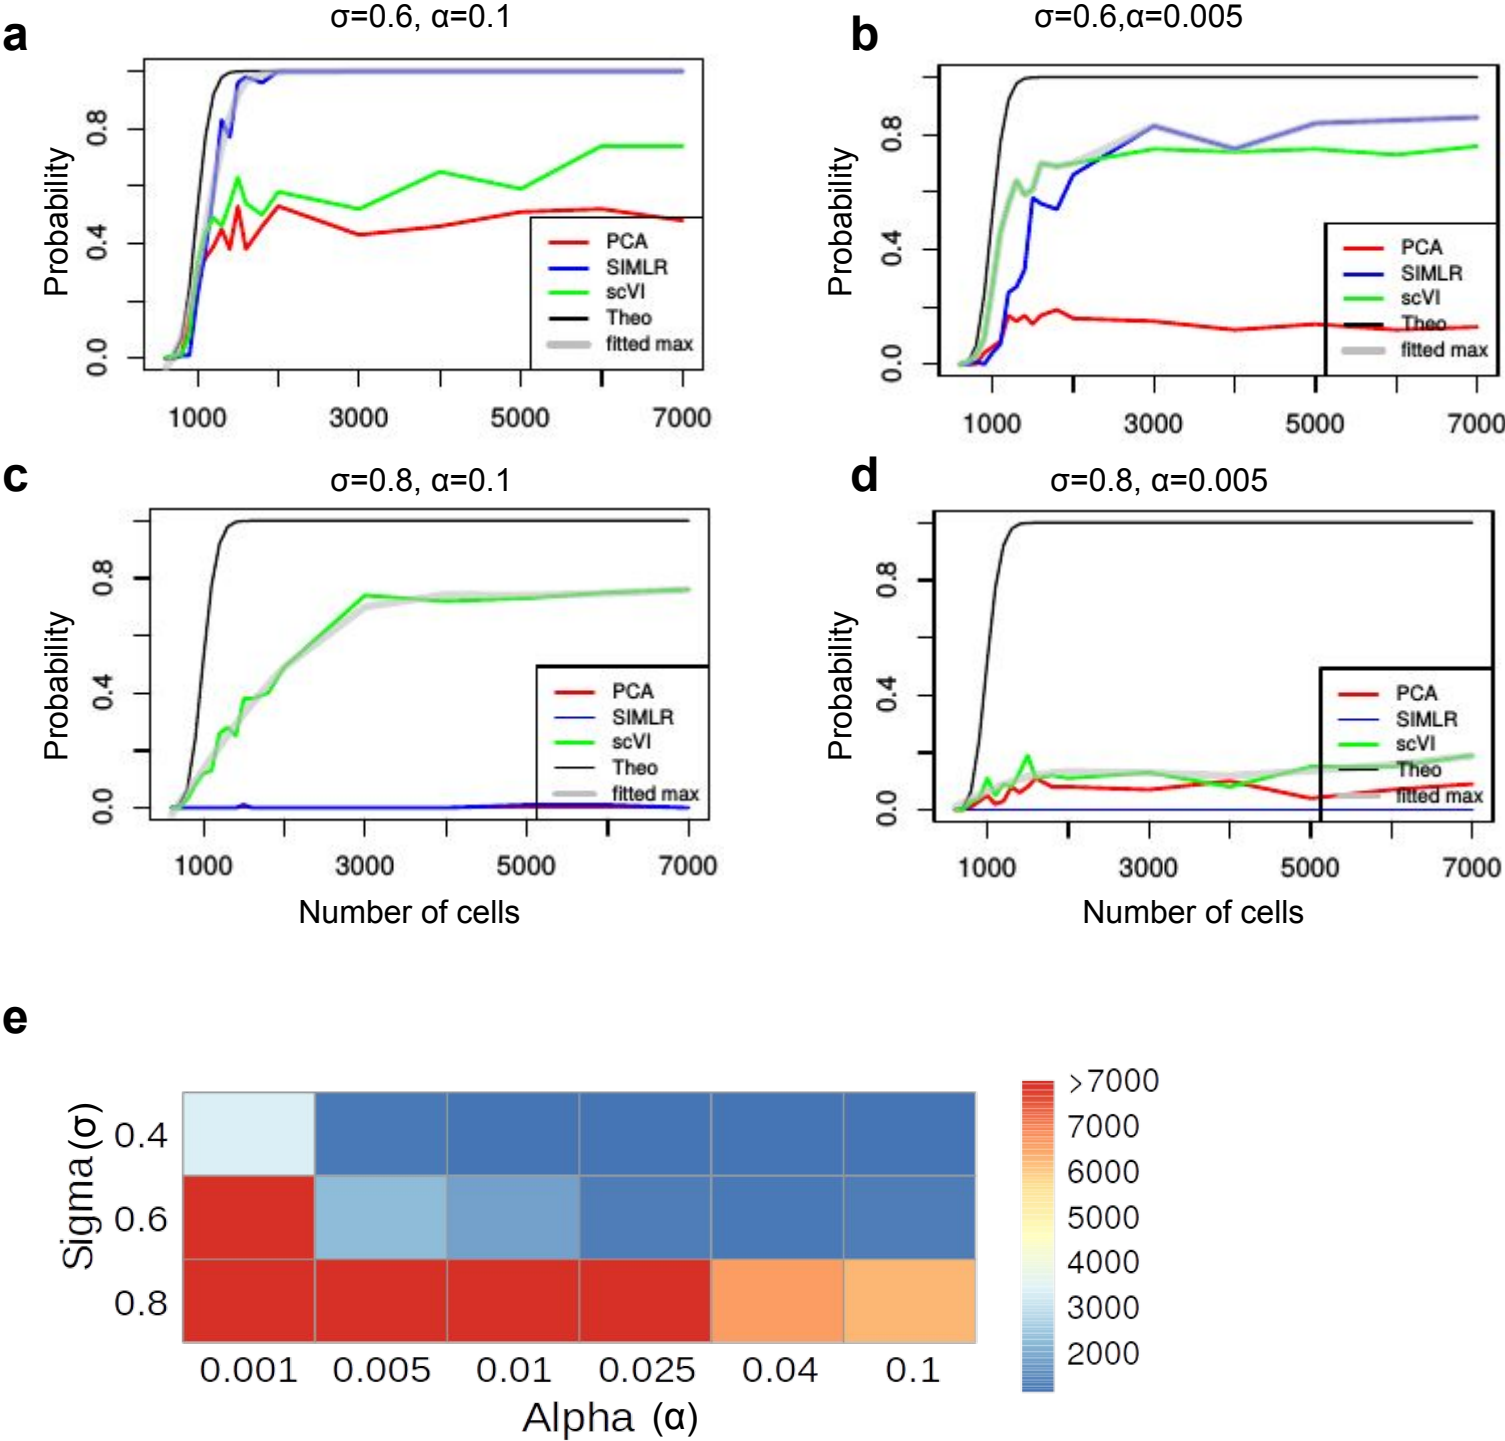 a
σ=0.6, α=0.1
Probability
0.0
0.4
0.8
PCA
SIMLR
scVI
Theo
fitted max
1000
3000
5000
7000
b
σ=0.6,α=0.005
Probability
0.0
0.4
0.8
PCA
SIMLR
scVI
Theo
fitted max
1000
3000
5000
7000
c
σ=0.8, α=0.1
Probability
0.0
0.4
0.8
PCA
SIMLR
scVI
Theo
fitted max
1000
3000
5000
7000
Number of cells
d
σ=0.8, α=0.005
Probability
0.0
0.4
0.8
PCA
SIMLR
scVI
Theo
fitted max
1000
3000
5000
7000
Number of cells
e
Sigma (σ)
0.4
0.6
0.8
0.001
0.005
0.01
0.025
0.04
0.1
Alpha (α)
>7000
7000
6000
5000
4000
3000
2000